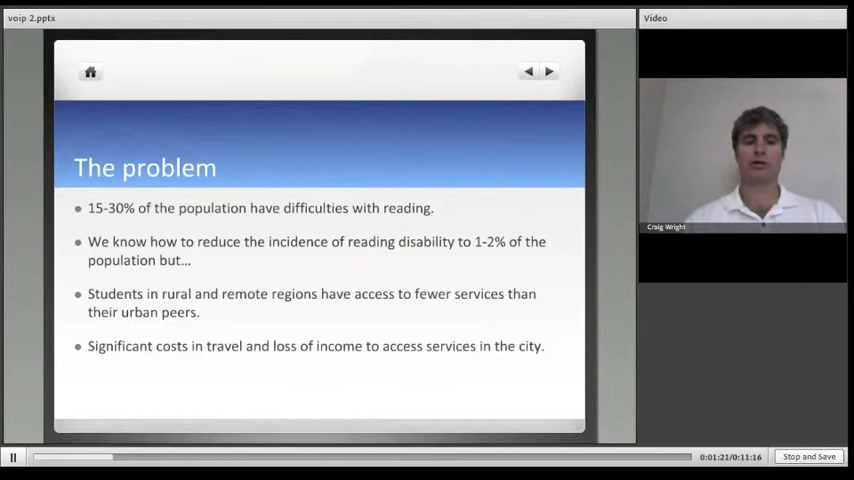 voip 2.pptx
Video
The problem
15-30% of the population have difficulties with reading.
We know how to reduce the incidence of reading disability to 1-2% of the
population but...
Students in rural and remote regions have access to fewer services than
their urban peers.
Significant costs in travel and loss of income to access services in the city.
Craig Wright
0:01:21/0:11:16
Stop and Save